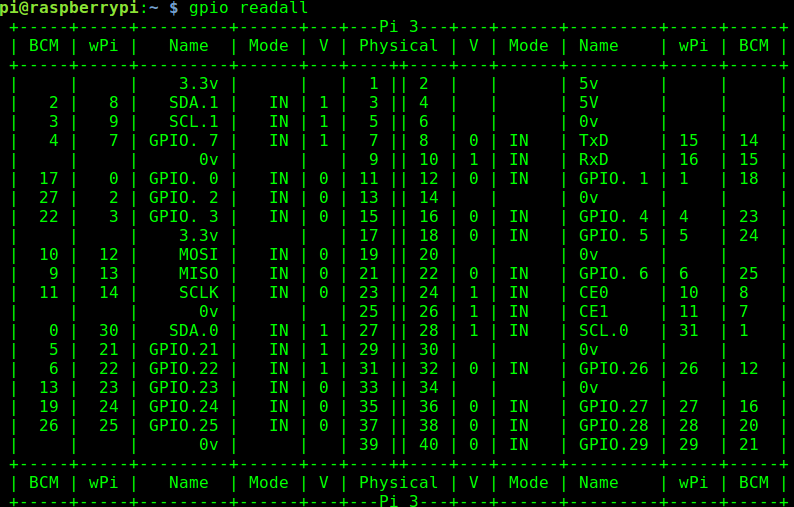 pi@raspberrypi:~ $ gpio readall
+-----+-----+---------+------+---+---Pi 3---+---+------+---------+-----+-----+
| BCM | wPi |   Name  | Mode | V | Physical | V | Mode | Name    | wPi | BCM |
+-----+-----+---------+------+---+----++----+---+------+---------+-----+-----+
|     |     |    3.3v |      |   |  1 || 2  |   |      | 5v      |     |     |
|   2 |   8 |   SDA.1 |   IN | 1 |  3 || 4  |   |      | 5V      |     |     |
|   3 |   9 |   SCL.1 |   IN | 1 |  5 || 6  |   |      | 0v      |     |     |
|   4 |   7 | GPIO. 7 |   IN | 1 |  7 || 8  | 0 | IN   | TxD     | 15  | 14  |
|     |     |      0v |      |   |  9 || 10 | 1 | IN   | RxD     | 16  | 15  |
|  17 |   0 | GPIO. 0 |   IN | 0 | 11 || 12 | 0 | IN   | GPIO. 1 | 1   | 18  |
|  27 |   2 | GPIO. 2 |   IN | 0 | 13 || 14 |   |      | 0v      |     |     |
|  22 |   3 | GPIO. 3 |   IN | 0 | 15 || 16 | 0 | IN   | GPIO. 4 | 4   | 23  |
|     |     |    3.3v |      |   | 17 || 18 | 0 | IN   | GPIO. 5 | 5   | 24  |
|  10 |  12 |    MOSI |   IN | 0 | 19 || 20 |   |      | 0v      |     |     |
|   9 |  13 |    MISO |   IN | 0 | 21 || 22 | 0 | IN   | GPIO. 6 | 6   | 25  |
|  11 |  14 |    SCLK |   IN | 0 | 23 || 24 | 1 | IN   | CE0     | 10  | 8   |
|     |     |      0v |      |   | 25 || 26 | 1 | IN   | CE1     | 11  | 7   |
|   0 |  30 |   SDA.0 |   IN | 1 | 27 || 28 | 1 | IN   | SCL.0   | 31  | 1   |
|   5 |  21 | GPIO.21 |   IN | 1 | 29 || 30 |   |      | 0v      |     |     |
|   6 |  22 | GPIO.22 |   IN | 1 | 31 || 32 | 0 | IN   | GPIO.26 | 26  | 12  |
|  13 |  23 | GPIO.23 |   IN | 0 | 33 || 34 |   |      | 0v      |     |     |
|  19 |  24 | GPIO.24 |   IN | 0 | 35 || 36 | 0 | IN   | GPIO.27 | 27  | 16  |
|  26 |  25 | GPIO.25 |   IN | 0 | 37 || 38 | 0 | IN   | GPIO.28 | 28  | 20  |
|     |     |      0v |      |   | 39 || 40 | 0 | IN   | GPIO.29 | 29  | 21  |
+-----+-----+---------+------+---+----++----+---+------+---------+-----+-----+
| BCM | wPi |   Name  | Mode | V | Physical | V | Mode | Name    | wPi | BCM |
+-----+-----+---------+------+---+---Pi 3---+---+------+---------+-----+-----+